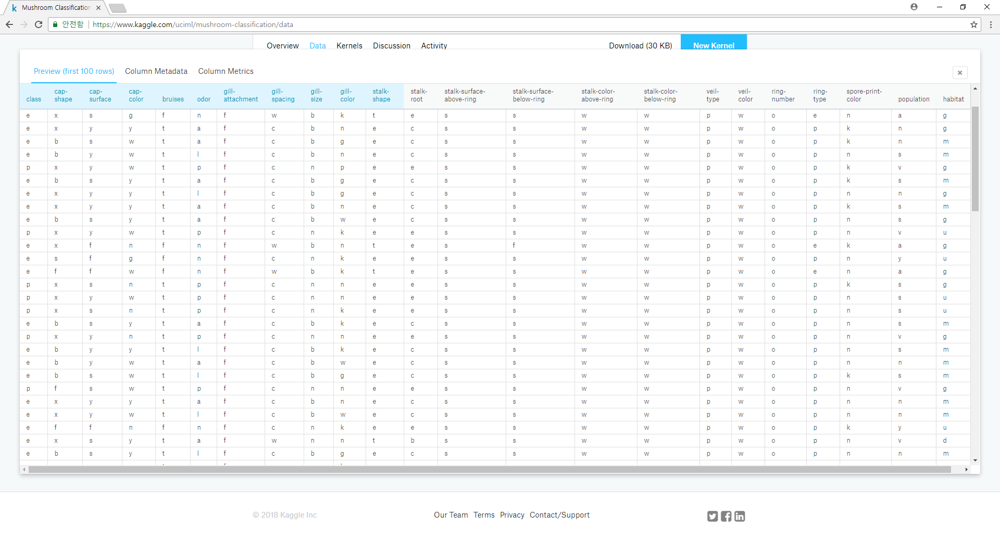 Mushroom Classification
안전함 https://www.kaggle.com/uciml/mushroom-classification/data
Overview Data Kernels Discussion Activity Download (30 KB) New Kernel
Preview (first 100 rows) Column Metadata Column Metrics
class cap-shape cap-surface cap-color bruises odor gill-attachment gill-spacing gill-size gill-color stalk-shape stalk-root stalk-surface-above-ring stalk-surface-below-ring stalk-color-above-ring stalk-color-below-ring veil-type veil-color ring-number ring-type spore-print-color population habitat
e x s g f n f w b k t e s s w w p w o e n a g
e x y y t a f c b n e c s s w w p w o p k n g
e b s w t a f c b g e c s s w w p w o p k n m
e b y w t l f c b n e c s s w w p w o p n s m
p x y w t p f c n p e e s s w w p w o p k v g
e b s y t a f c b g e c s s w w p w o p k s m
e x y y t l f c b g e c s s w w p w o p n n g
e x y y t a f c b n e c s s w w p w o p k s m
e b s y t a f c b w e c s s w w p w o p n s g
p x y w t p f c n k e e s s w w p w o p n v u
e x f n f n f w b n t e s f w w p w o e k a g
e s f g f n f c n k e e s s w w p w o p n y u
e f f w f n f w b k t e s s w w p w o e n a g
p x s n t p f c n n e e s s w w p w o p k s g
p x y w t p f c n n e e s s w w p w o p n s u
p x s n t p f c n k e e s s w w p w o p n s u
e b s y t a f c b k e c s s w w p w o p n s m
p x y n t p f c n n e e s s w w p w o p n v g
e b y y t l f c b k e c s s w w p w o p n s m
e b y w t a f c b w e c s s w w p w o p n n m
e b s w t l f c b g e c s s w w p w o p k s m
p f s w t p f c n n e e s s w w p w o p n v g
e x y y t a f c b n e c s s w w p w o p n n m
e x y w t l f c b w e c s s w w p w o p n n m
e f f n f n f c n k e e s s w w p w o p k y u
e x s y t a f w n n t b s s w w p w o p n v d
e b s y t l f c b g e c s s w w p w o p n n m
© 2018 Kaggle Inc Our Team Terms Privacy Contact/Support